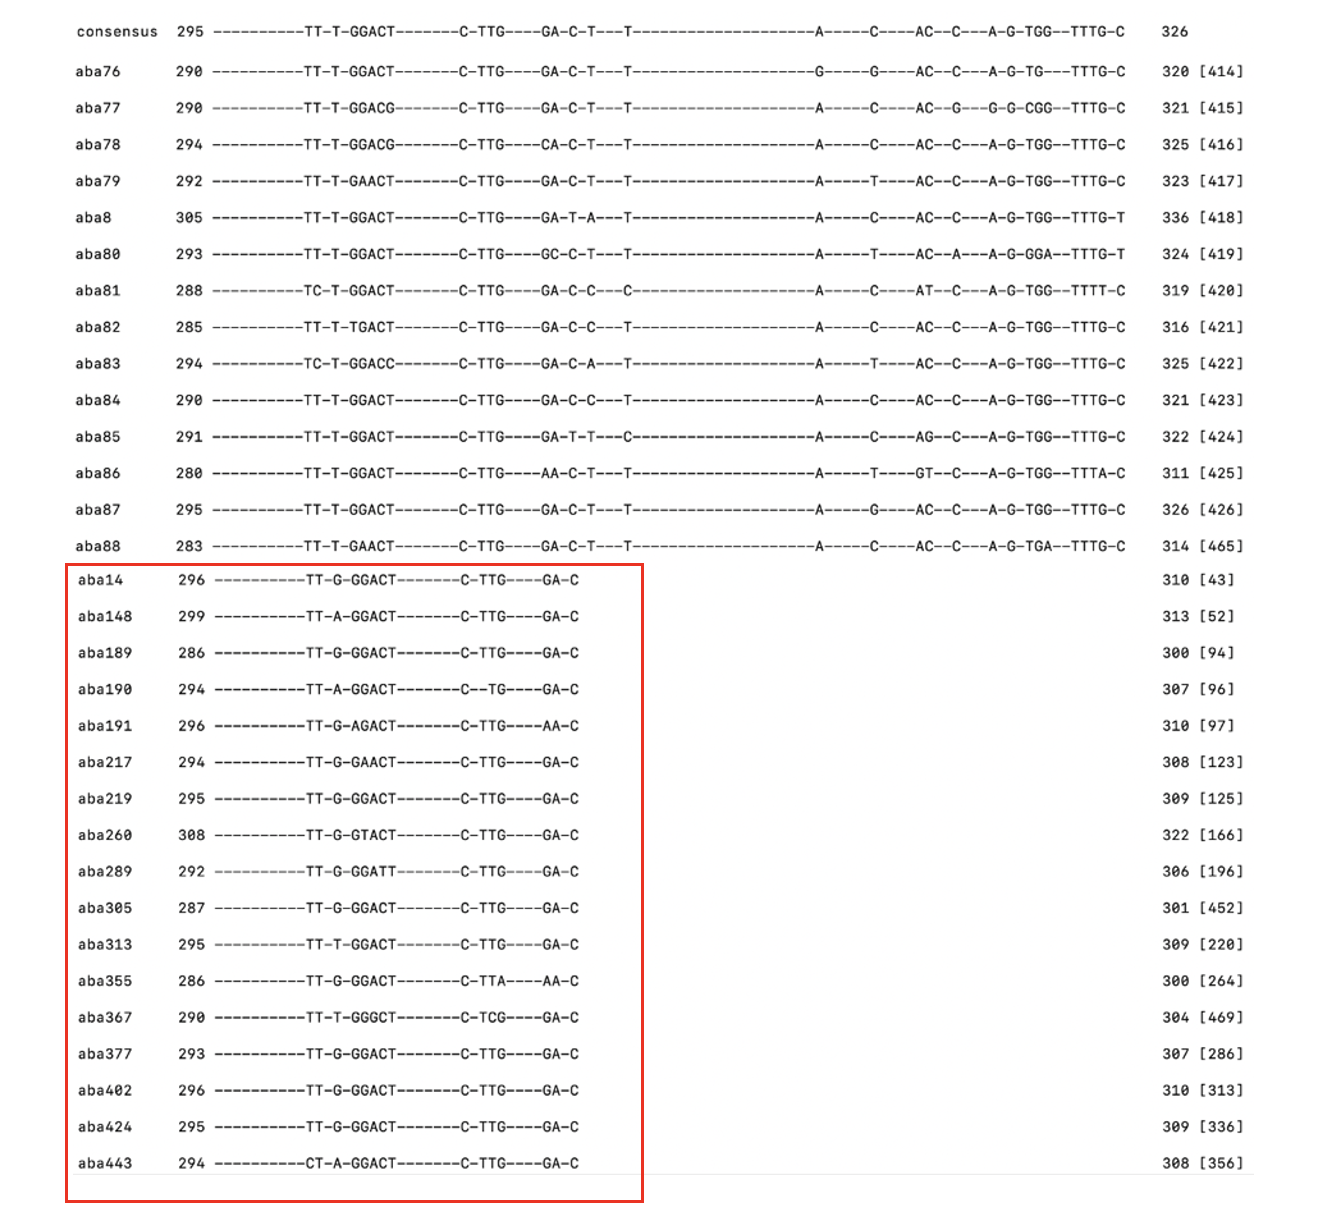 consensus 295 ----------TT-T-GGACT-------C-TTG----GA-C-T---T--------------------A-----C----AC--C---A-G-TGG--TTTG-C 326
aba76 290 ----------TT-T-GGACT-------C-TTG----GA-C-T---T--------------------G-----G----AC--C---A-G-TG---TTTG-C 320 [414]
aba77 290 ----------TT-T-GGACG-------C-TTG----GA-C-T---T--------------------A-----C----AC--G---G-G-CGG--TTTG-C 321 [415]
aba78 294 ----------TT-T-GGACG-------C-TTG----CA-C-T---T--------------------A-----C----AC--C---A-G-TGG--TTTG-C 325 [416]
aba79 292 ----------TT-T-GAACT-------C-TTG----GA-C-T---T--------------------A-----T----AC--C---A-G-TGG--TTTG-C 323 [417]
aba8 305 ----------TT-T-GGACT-------C-TTG----GA-T-A---T--------------------A-----C----AC--C---A-G-TGG--TTTG-T 336 [418]
aba80 293 ----------TT-T-GGACT-------C-TTG----GC-C-T---T--------------------A-----T----AC--A---A-G-GGA--TTTG-T 324 [419]
aba81 288 ----------TC-T-GGACT-------C-TTG----GA-C-C---C--------------------A-----C----AT--C---A-G-TGG--TTTT-C 319 [420]
aba82 285 ----------TT-T-TGACT-------C-TTG----GA-C-C---T--------------------A-----C----AC--C---A-G-TGG--TTTG-C 316 [421]
aba83 294 ----------TC-T-GGACC-------C-TTG----GA-C-A---T--------------------A-----T----AC--C---A-G-TGG--TTTG-C 325 [422]
aba84 290 ----------TT-T-GGACT-------C-TTG----GA-C-C---T--------------------A-----C----AC--C---A-G-TGG--TTTG-C 321 [423]
aba85 291 ----------TT-T-GGACT-------C-TTG----GA-T-T---C--------------------A-----C----AG--C---A-G-TGG--TTTG-C 322 [424]
aba86 280 ----------TT-T-GGACT-------C-TTG----AA-C-T---T--------------------A-----T----GT--C---A-G-TGG--TTTA-C 311 [425]
aba87 295 ----------TT-T-GGACT-------C-TTG----GA-C-T---T--------------------A-----G----AC--C---A-G-TGG--TTTG-C 326 [426]
aba88 283 ----------TT-T-GAACT-------C-TTG----GA-C-T---T--------------------A-----C----AC--C---A-G-TGA--TTTG-C 314 [465]
aba14 296 ----------TT-G-GGACT-------C-TTG----GA-C 310 [43]
aba148 299 ----------TT-A-GGACT-------C-TTG----GA-C 313 [52]
aba189 286 ----------TT-G-GGACT-------C-TTG----GA-C 300 [94]
aba190 294 ----------TT-A-GGACT-------C--TG----GA-C 307 [96]
aba191 296 ----------TT-G-AGACT-------C-TTG----AA-C 310 [97]
aba217 294 ----------TT-G-GAACT-------C-TTG----GA-C 308 [123]
aba219 295 ----------TT-G-GGACT-------C-TTG----GA-C 309 [125]
aba260 308 ----------TT-G-GTACT-------C-TTG----GA-C 322 [166]
aba289 292 ----------TT-G-GGATT-------C-TTG----GA-C 306 [196]
aba305 287 ----------TT-G-GGACT-------C-TTG----GA-C 301 [452]
aba313 295 ----------TT-T-GGACT-------C-TTG----GA-C 309 [220]
aba355 286 ----------TT-G-GGACT-------C-TTA----AA-C 300 [264]
aba367 290 ----------TT-T-GGGCT-------C-TCG----GA-C 304 [469]
aba377 293 ----------TT-G-GGACT-------C-TTG----GA-C 307 [286]
aba402 296 ----------TT-G-GGACT-------C-TTG----GA-C 310 [313]
aba424 295 ----------TT-G-GGACT-------C-TTG----GA-C 309 [336]
aba443 294 ----------CT-A-GGACT-------C-TTG----GA-C 308 [356]